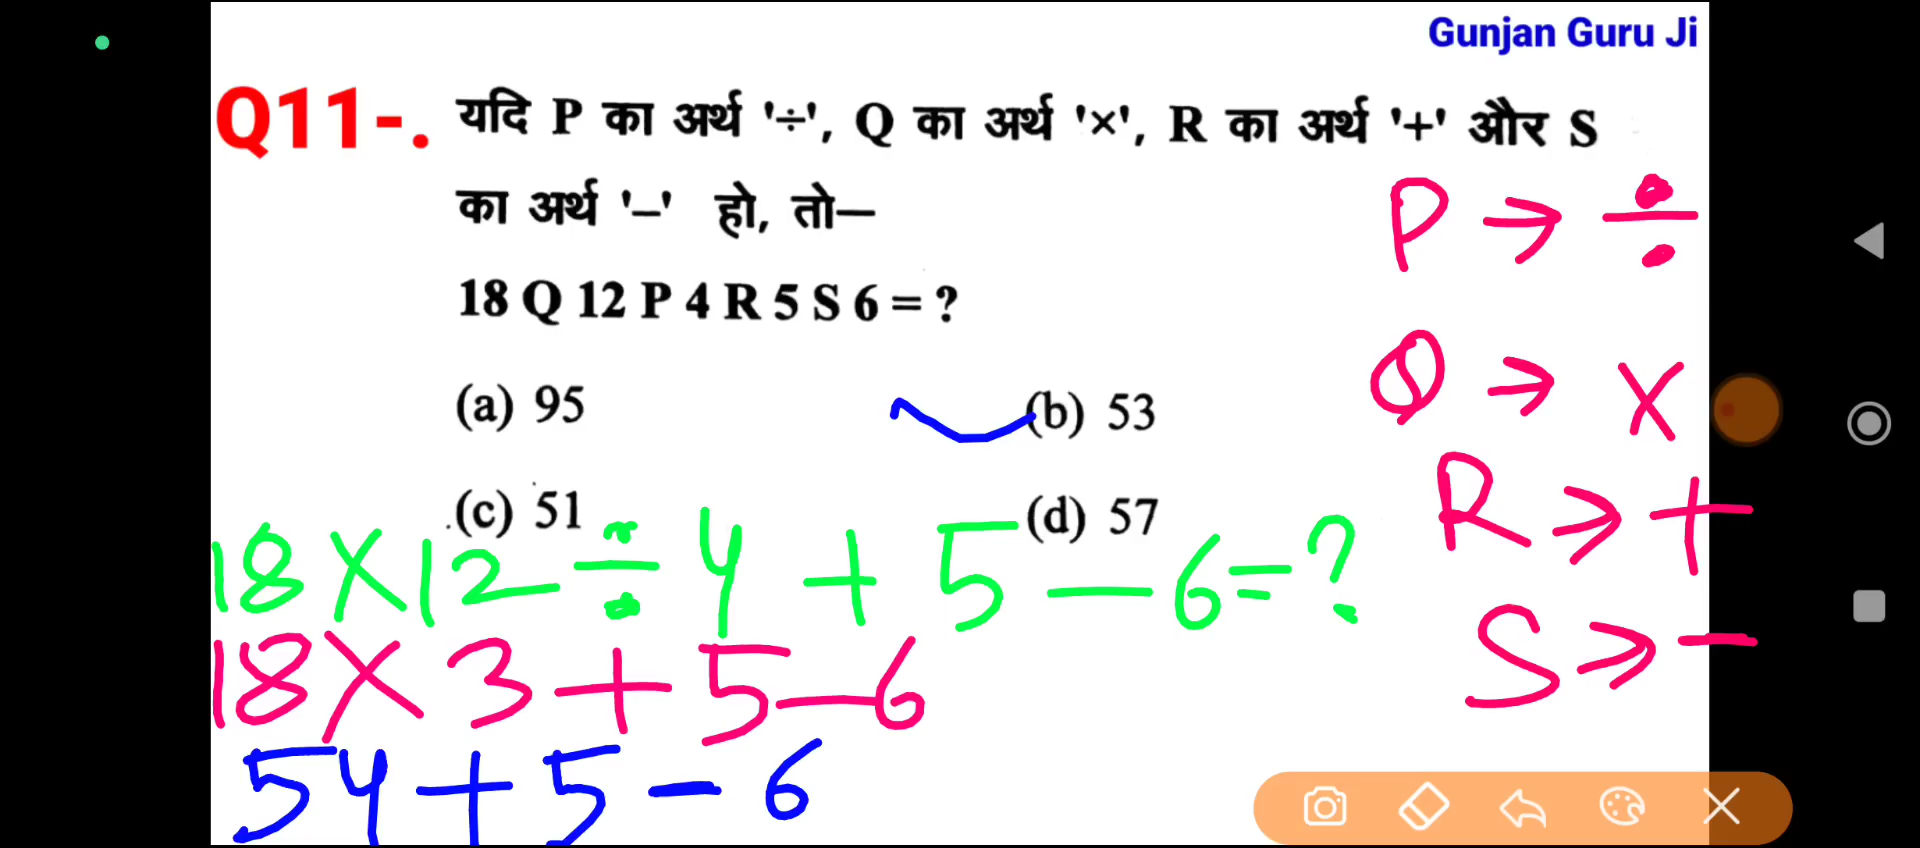 Gunjan Guru Ji
Q11-. यदि P का अर्थ '÷', Q का अर्थ '×', R का अर्थ '+' और S
का अर्थ '–' हो, तो—
18 Q 12 P 4 R 5 S 6 = ?
(a) 95 (b) 53
(c) 51 (d) 57
P → ÷
Q → ×
R → +
S → -
18 × 12 ÷ 4 + 5 - 6 = ?
18 × 3 + 5 - 6
54 + 5 - 6